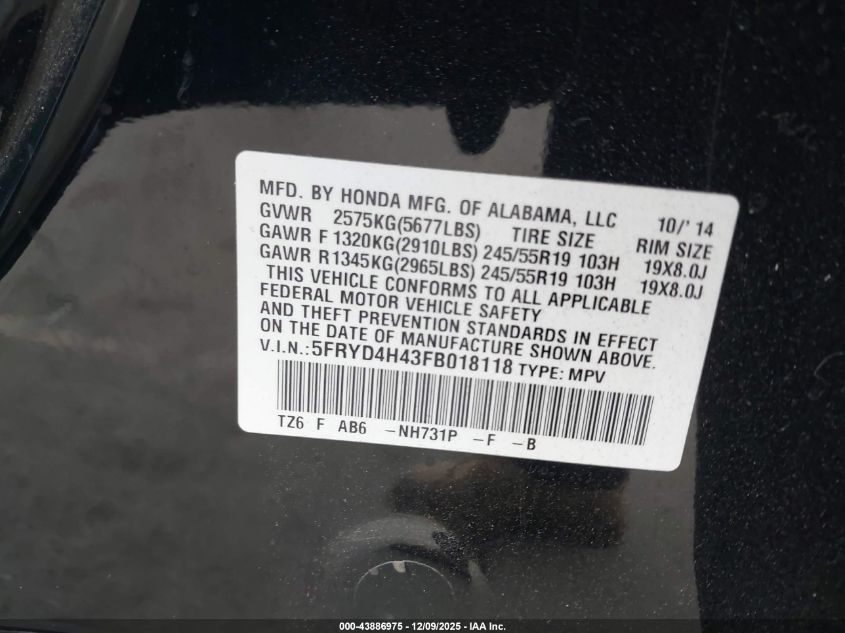 MFD. BY HONDA MFG. OF ALABAMA, LLC 10/' 14
GVWR 2575KG(5677LBS) TIRE SIZE RIM SIZE
GAWR F 1320KG(2910LBS) 245/55R19 103H 19X8.0J
GAWR R 1345KG(2965LBS) 245/55R19 103H 19X8.0J
THIS VEHICLE CONFORMS TO ALL APPLICABLE
FEDERAL MOTOR VEHICLE SAFETY
AND THEFT PREVENTION STANDARDS IN EFFECT
ON THE DATE OF MANUFACTURE SHOWN ABOVE.
V.I.N.:5FRYD4H43FB018118 TYPE: MPV
TZ6 F AB6 -NH731P -F -B
000-43886975 - 12/09/2025 - IAA Inc.